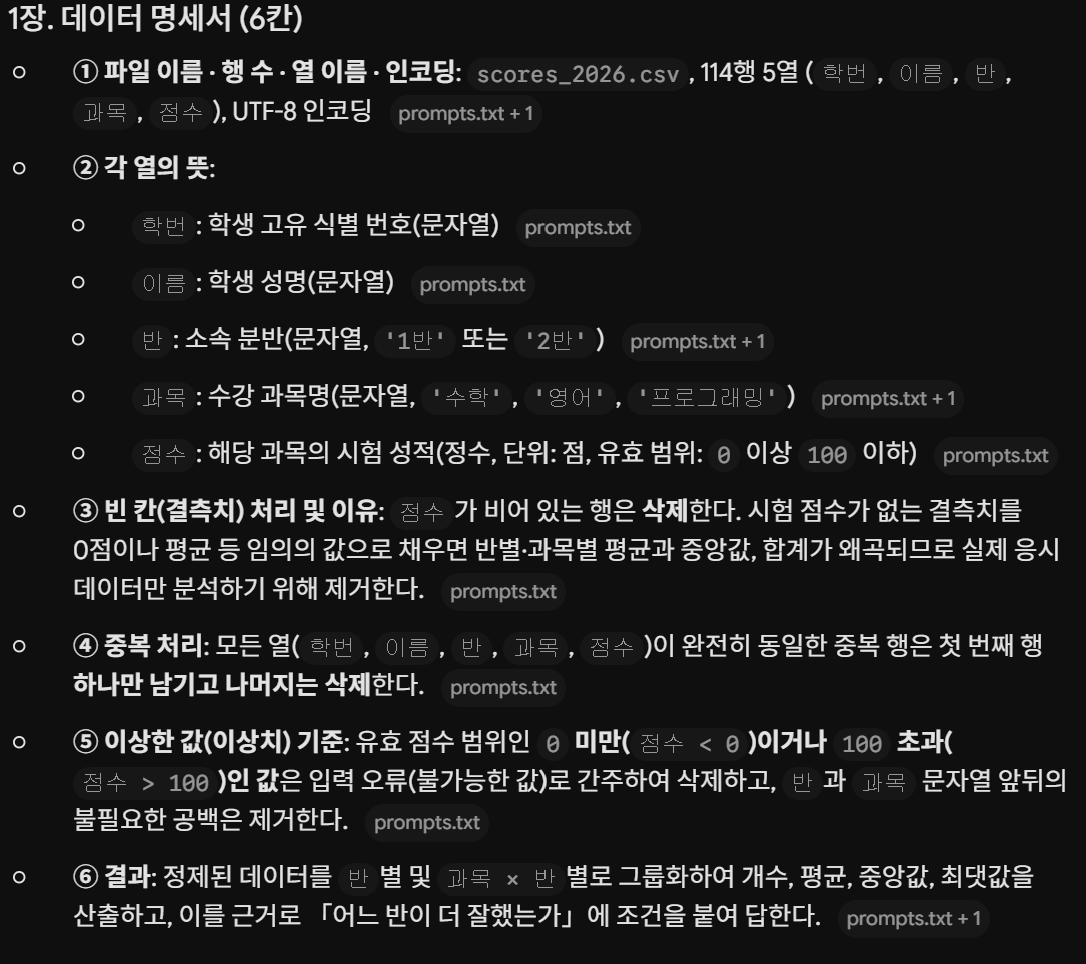 1장. 데이터 명세서 (6칸)
① 파일 이름 · 행 수 · 열 이름 · 인코딩: scores_2026.csv , 114행 5열 ( 학번 , 이름 , 반 ,
과목 , 점수 ), UTF-8 인코딩 prompts.txt + 1
② 각 열의 뜻:
학번 : 학생 고유 식별 번호(문자열) prompts.txt
이름 : 학생 성명(문자열) prompts.txt
반 : 소속 분반(문자열, '1반' 또는 '2반' ) prompts.txt + 1
과목 : 수강 과목명(문자열, '수학' , '영어' , '프로그래밍' ) prompts.txt + 1
점수 : 해당 과목의 시험 성적(정수, 단위: 점, 유효 범위: 0 이상 100 이하) prompts.txt
③ 빈 칸(결측치) 처리 및 이유: 점수 가 비어 있는 행은 삭제한다. 시험 점수가 없는 결측치를
0점이나 평균 등 임의의 값으로 채우면 반별·과목별 평균과 중앙값, 합계가 왜곡되므로 실제 응시
데이터만 분석하기 위해 제거한다. prompts.txt
④ 중복 처리: 모든 열( 학번 , 이름 , 반 , 과목 , 점수 )이 완전히 동일한 중복 행은 첫 번째 행
하나만 남기고 나머지는 삭제한다. prompts.txt
⑤ 이상한 값(이상치) 기준: 유효 점수 범위인 0 미만( 점수 < 0 )이거나 100 초과(
점수 > 100 )인 값은 입력 오류(불가능한 값)로 간주하여 삭제하고, 반 과 과목 문자열 앞뒤의
불필요한 공백은 제거한다. prompts.txt
⑥ 결과: 정제된 데이터를 반 별 및 과목 × 반 별로 그룹화하여 개수, 평균, 중앙값, 최댓값을
산출하고, 이를 근거로 「어느 반이 더 잘했는가」에 조건을 붙여 답한다. prompts.txt + 1